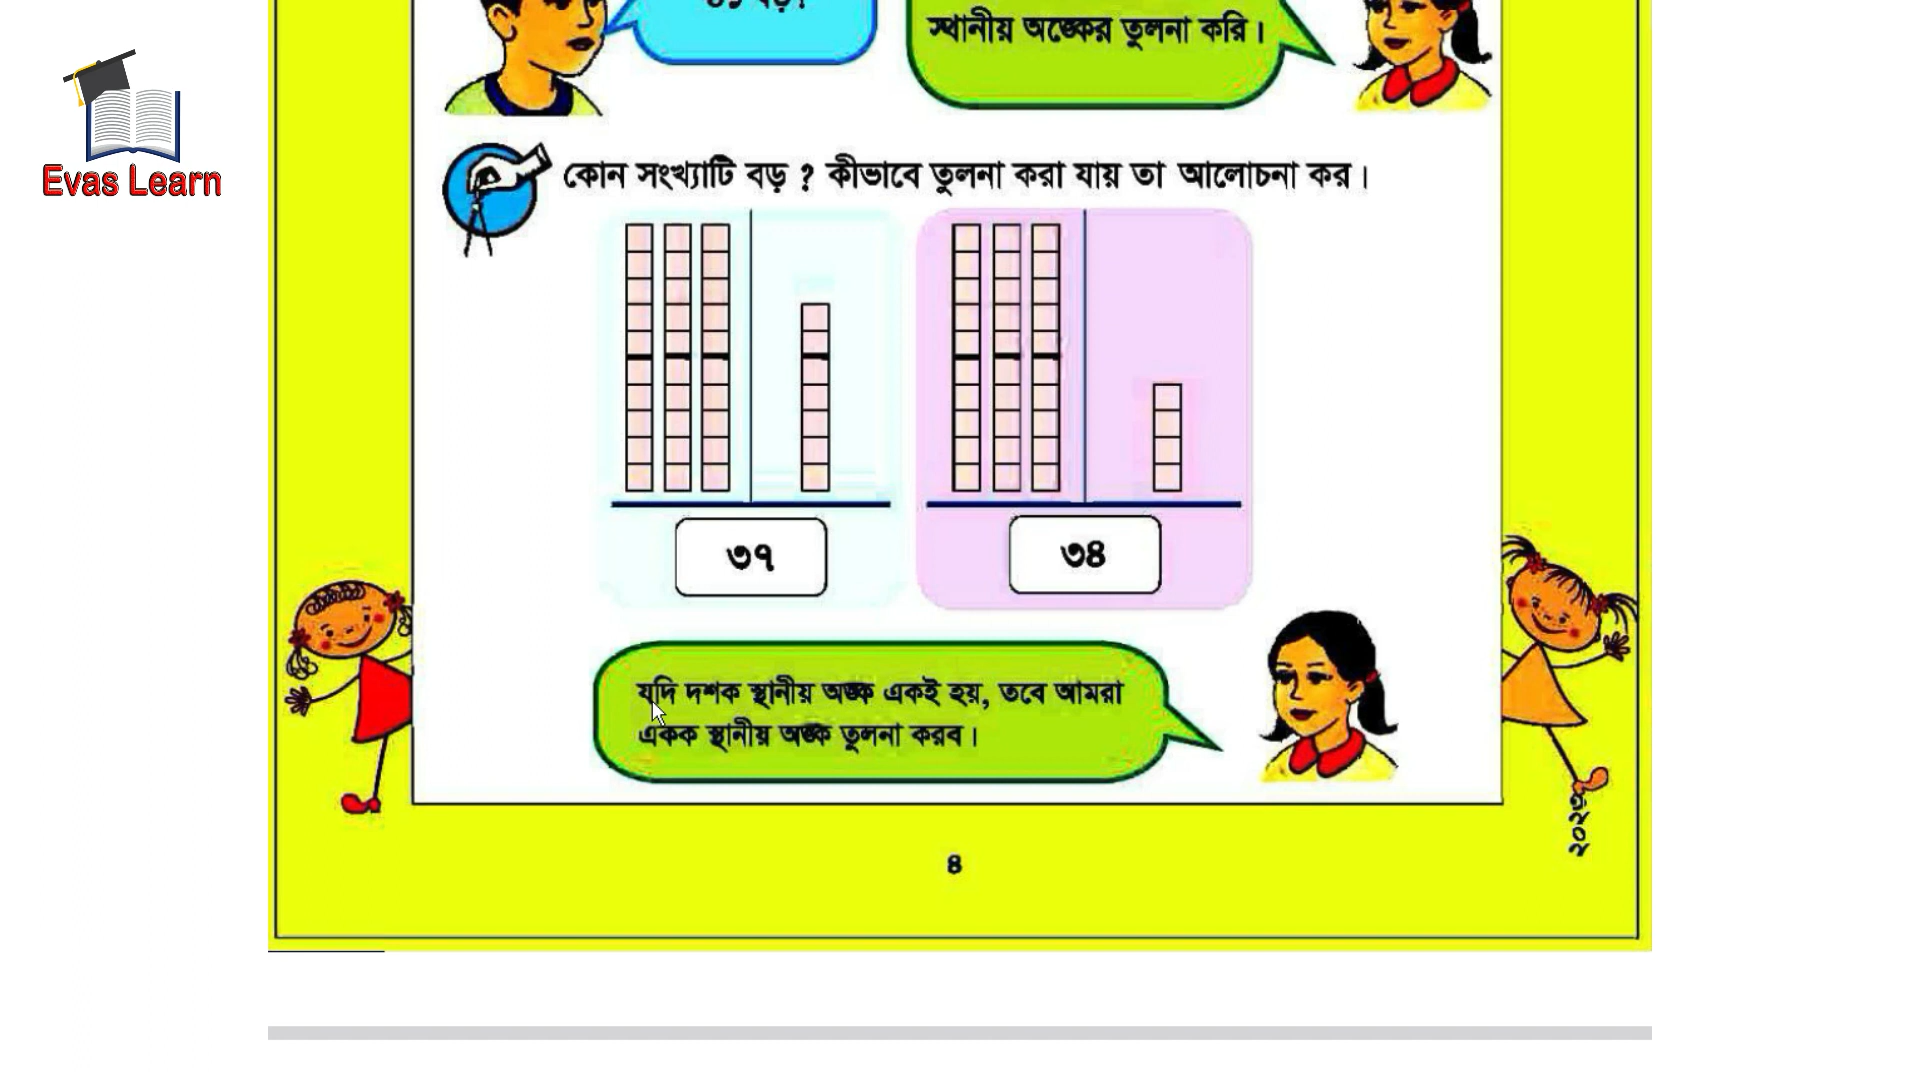 স্থানীয় অঙ্কের তুলনা করি।
Evas Learn
কোন সংখ্যাটি বড় ? কীভাবে তুলনা করা যায় তা আলোচনা কর।
৩৭
৩৪
যদি দশক স্থানীয় অঙ্ক একই হয়, তবে আমরা
একক স্থানীয় অঙ্ক তুলনা করব।
২০২৩
৪